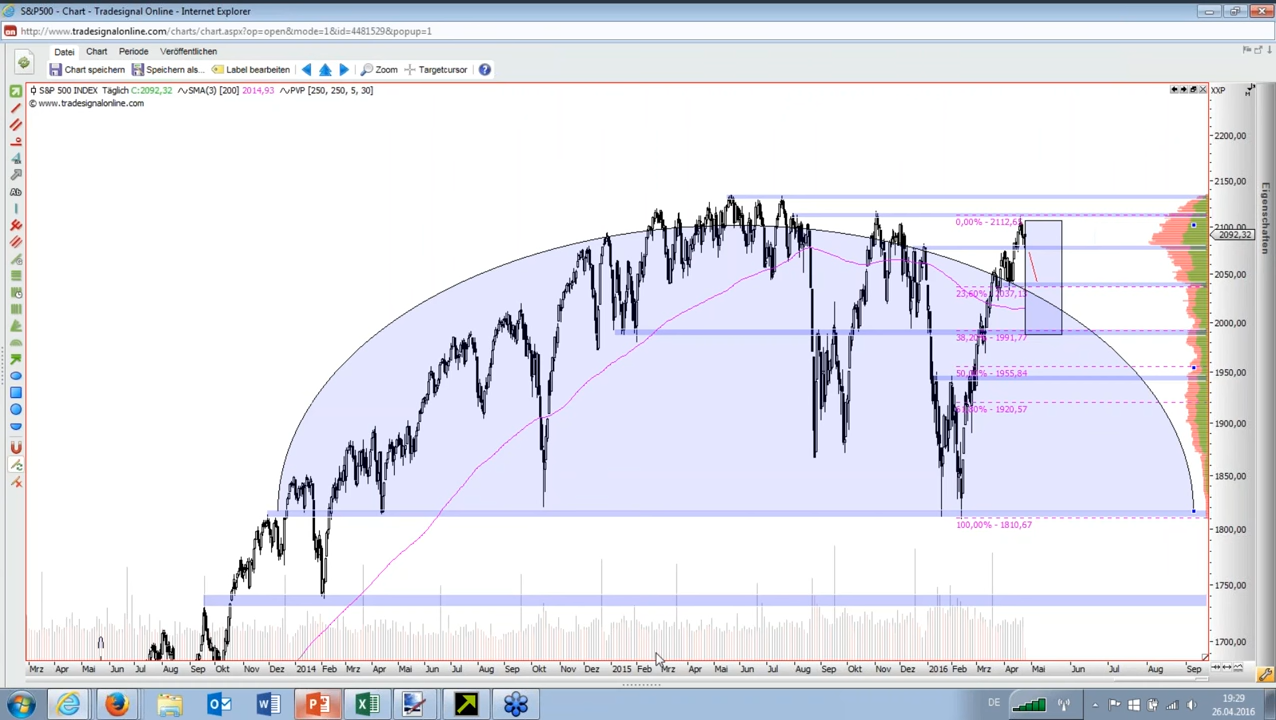 S&P500 - Chart - Tradesignal Online - Internet Explorer
http://www.tradesignalonline.com/charts/chart.aspx?op=open&mode=1&id=4481529&popup=1
Datei Chart Periode Veröffentlichen
Chart speichern Speichern als... Label bearbeiten Zoom Targetcursor
S&P 500 INDEX Täglich C:2092,32 SMA(3) [200] 2014,93 PVP [250, 250, 5, 30] XXP
© www.tradesignalonline.com
Eigenschaften
Ab
2200,00
2150,00
0,00% - 2112,65
2100,00
2092,32
2050,00
23,60% - 2037,13
2000,00
38,20% - 1991,77
50,00% - 1955,84
1950,00
61,80% - 1920,57
1900,00
1850,00
100,00% - 1810,67
1800,00
1750,00
1700,00
Mrz Apr Mai Jun Jul Aug Sep Okt Nov Dez 2014 Feb Mrz Apr Mai Jun Jul Aug Sep Okt Nov Dez 2015 Feb Mrz Apr Mai Jun Jul Aug Sep Okt Nov Dez 2016 Feb Mrz Apr Mai Jun Jul Aug Sep
DE
19:29
26.04.2016